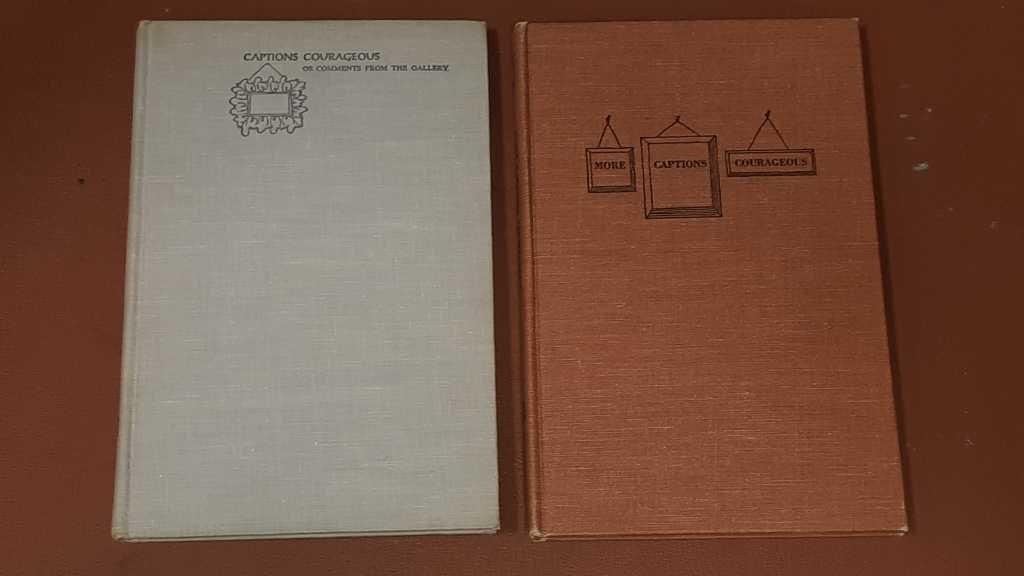 CAPTIONS COURAGEOUS
OR COMMENTS FROM THE GALLERY
MORE
CAPTIONS
COURAGEOUS